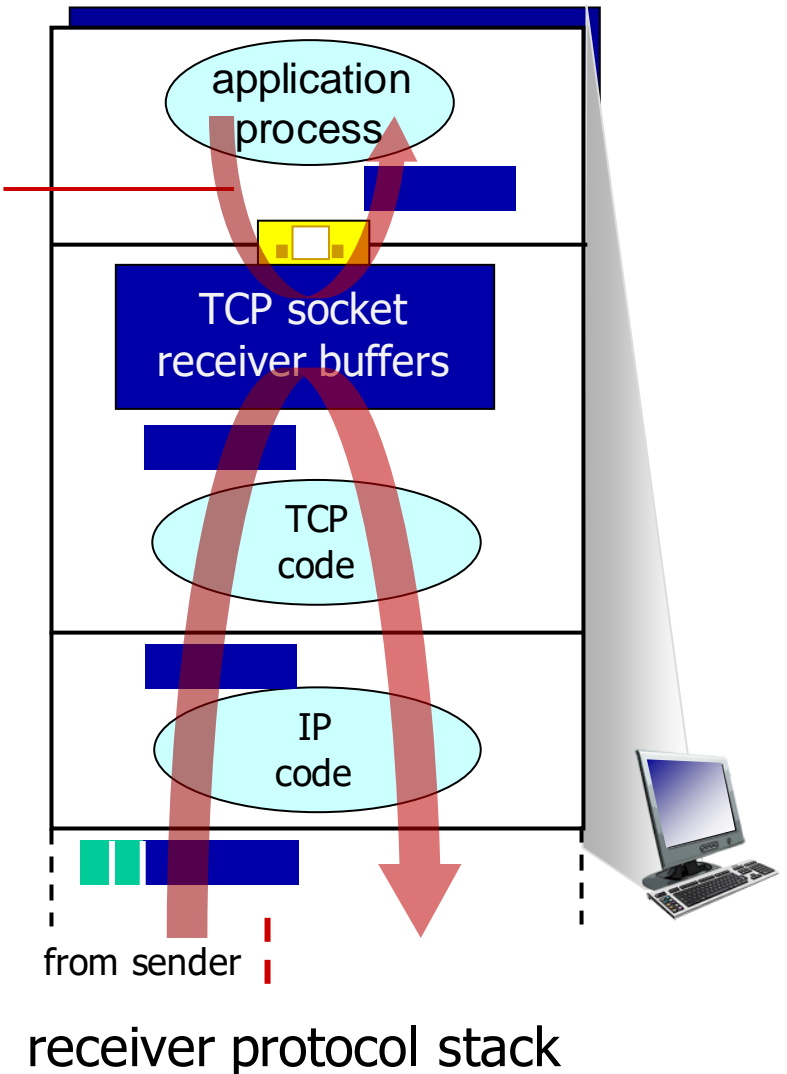 application
process
TCP socket
receiver buffers
TCP
code
IP
code
from sender
receiver protocol stack